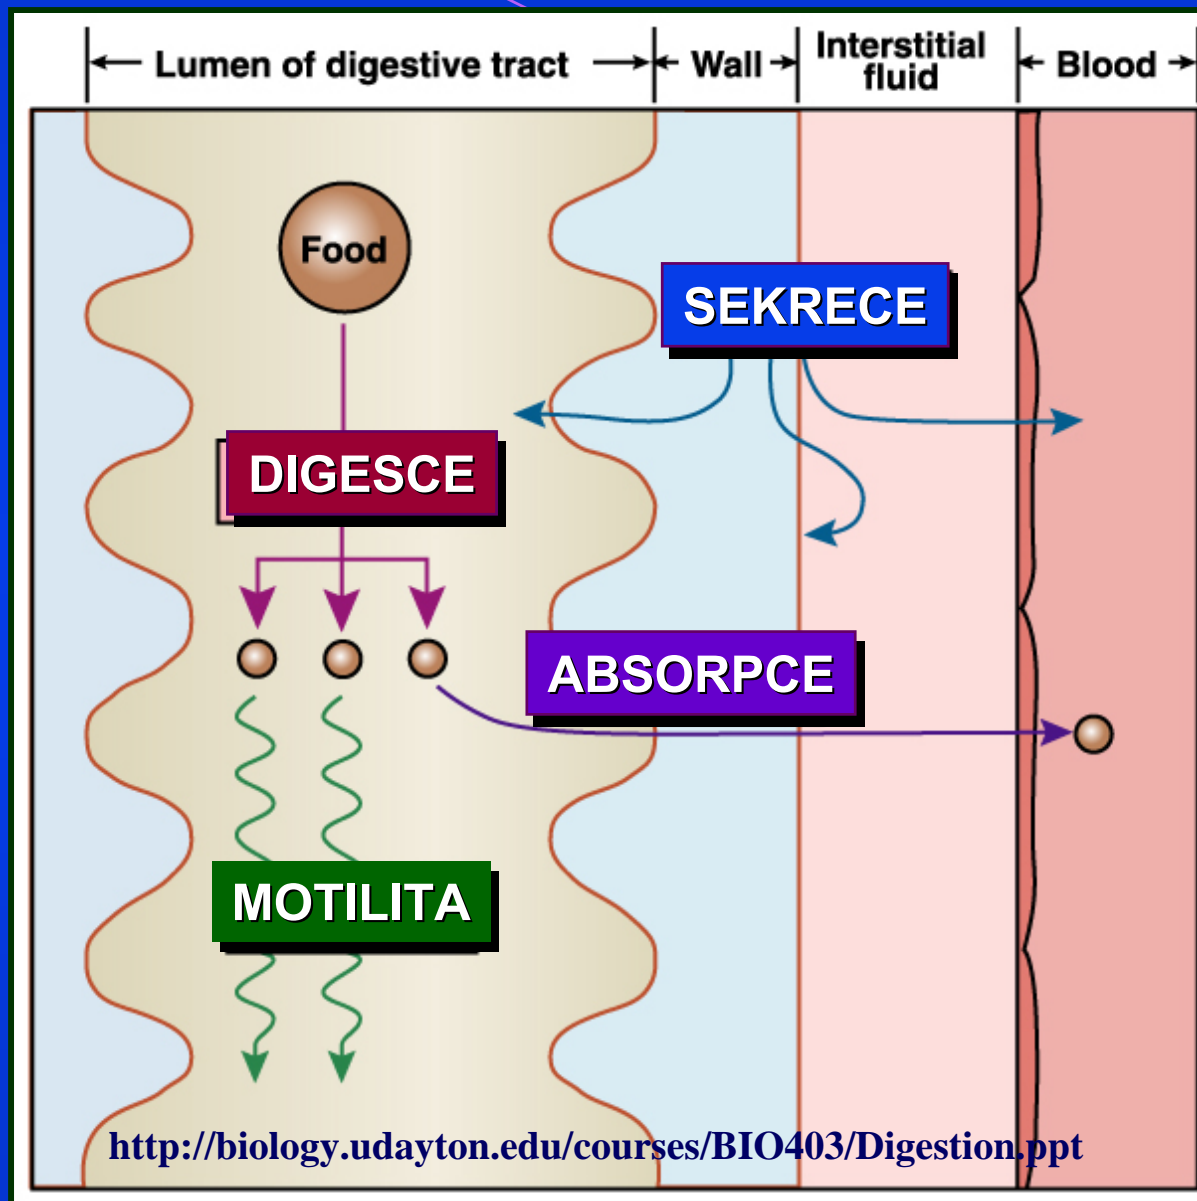 Lumen of digestive tract
Wall
Interstitial
fluid
Blood
Food
SEKRECE
DIGESCE
ABSORPCE
MOTILITA
http://biology.udayton.edu/courses/BIO403/Digestion.ppt